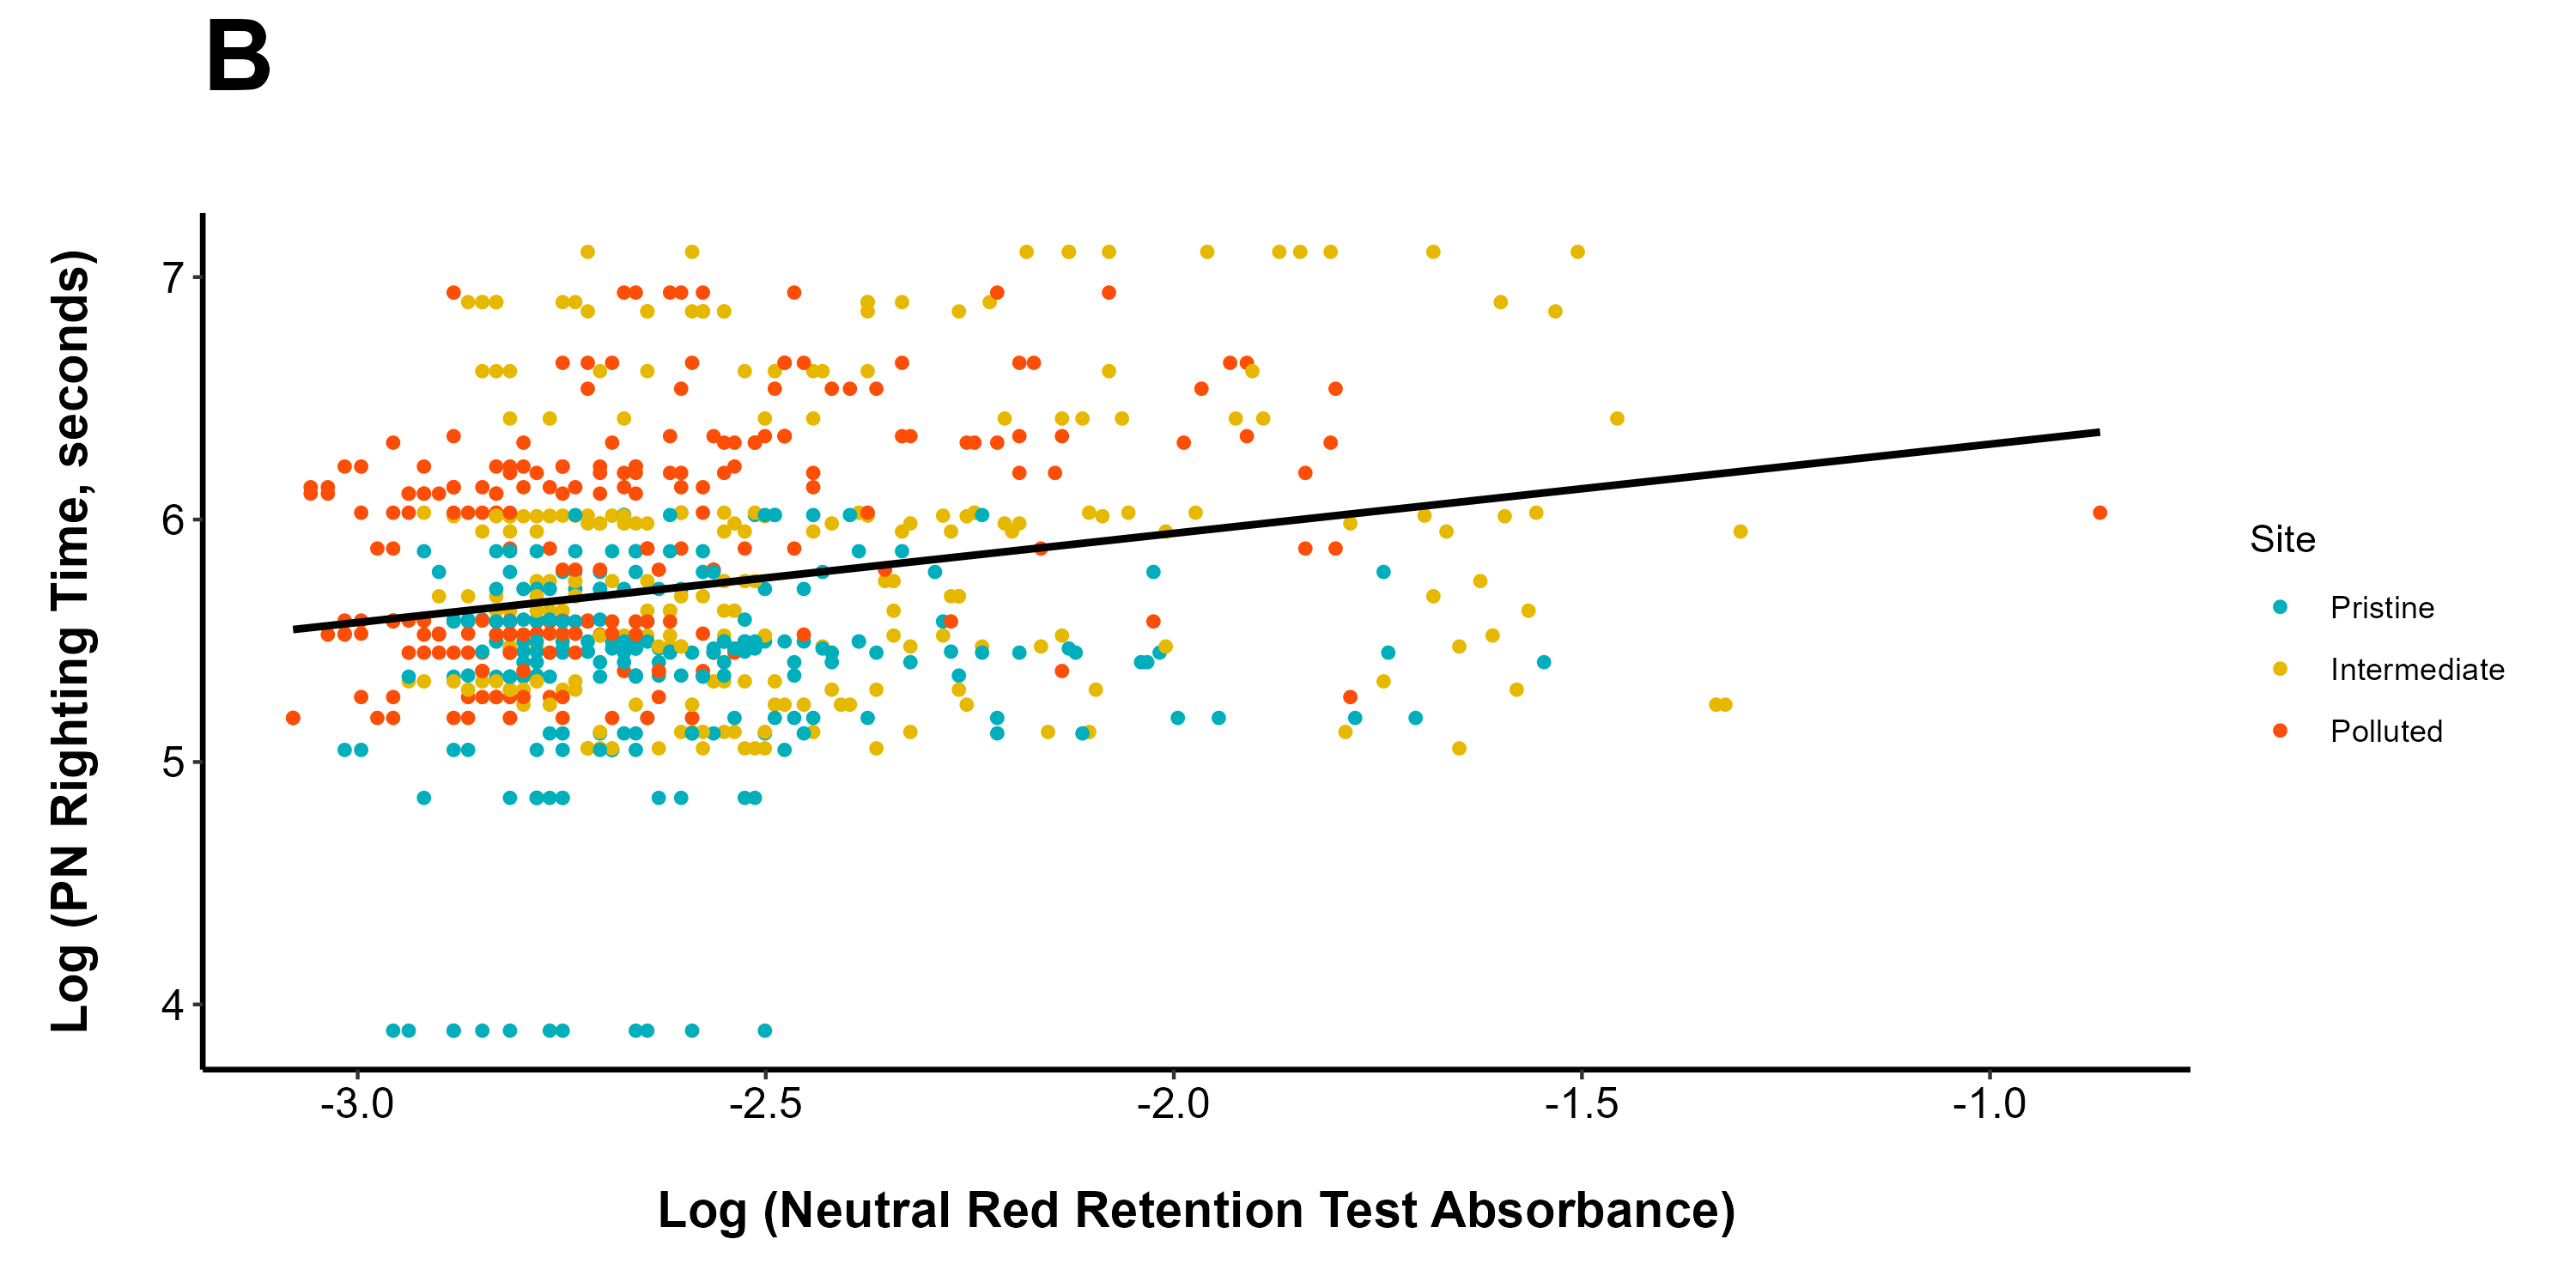 B
Log (PN Righting Time, seconds)
7
6
5
4
-3.0
-2.5
-2.0
-1.5
-1.0
Log (Neutral Red Retention Test Absorbance)
Site
Pristine
Intermediate
Polluted